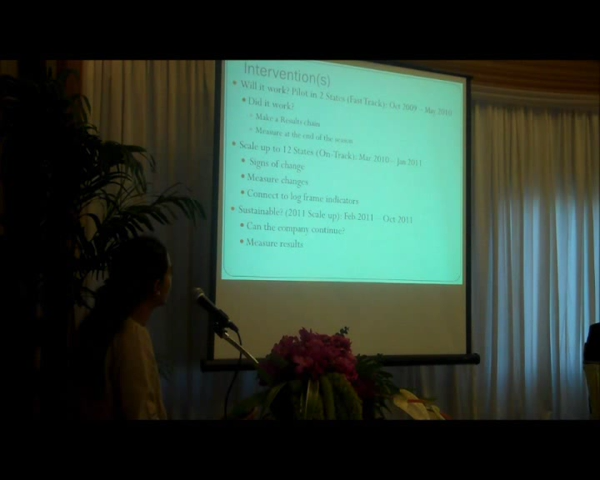 Intervention(s)
• Will it work? Pilot in 2 States (Fast Track); Oct 2009 – May 2010
• Did it work?
– Make a Results chain
– Measure at the end of the season
• Scale up to 12 States (On-Track); Mar 2010 – Jan 2011
• Signs of change
• Measure changes
• Connect to log frame indicators
• Sustainable? (2011 Scale up); Feb 2011 – Oct 2011
• Can the company continue?
• Measure results